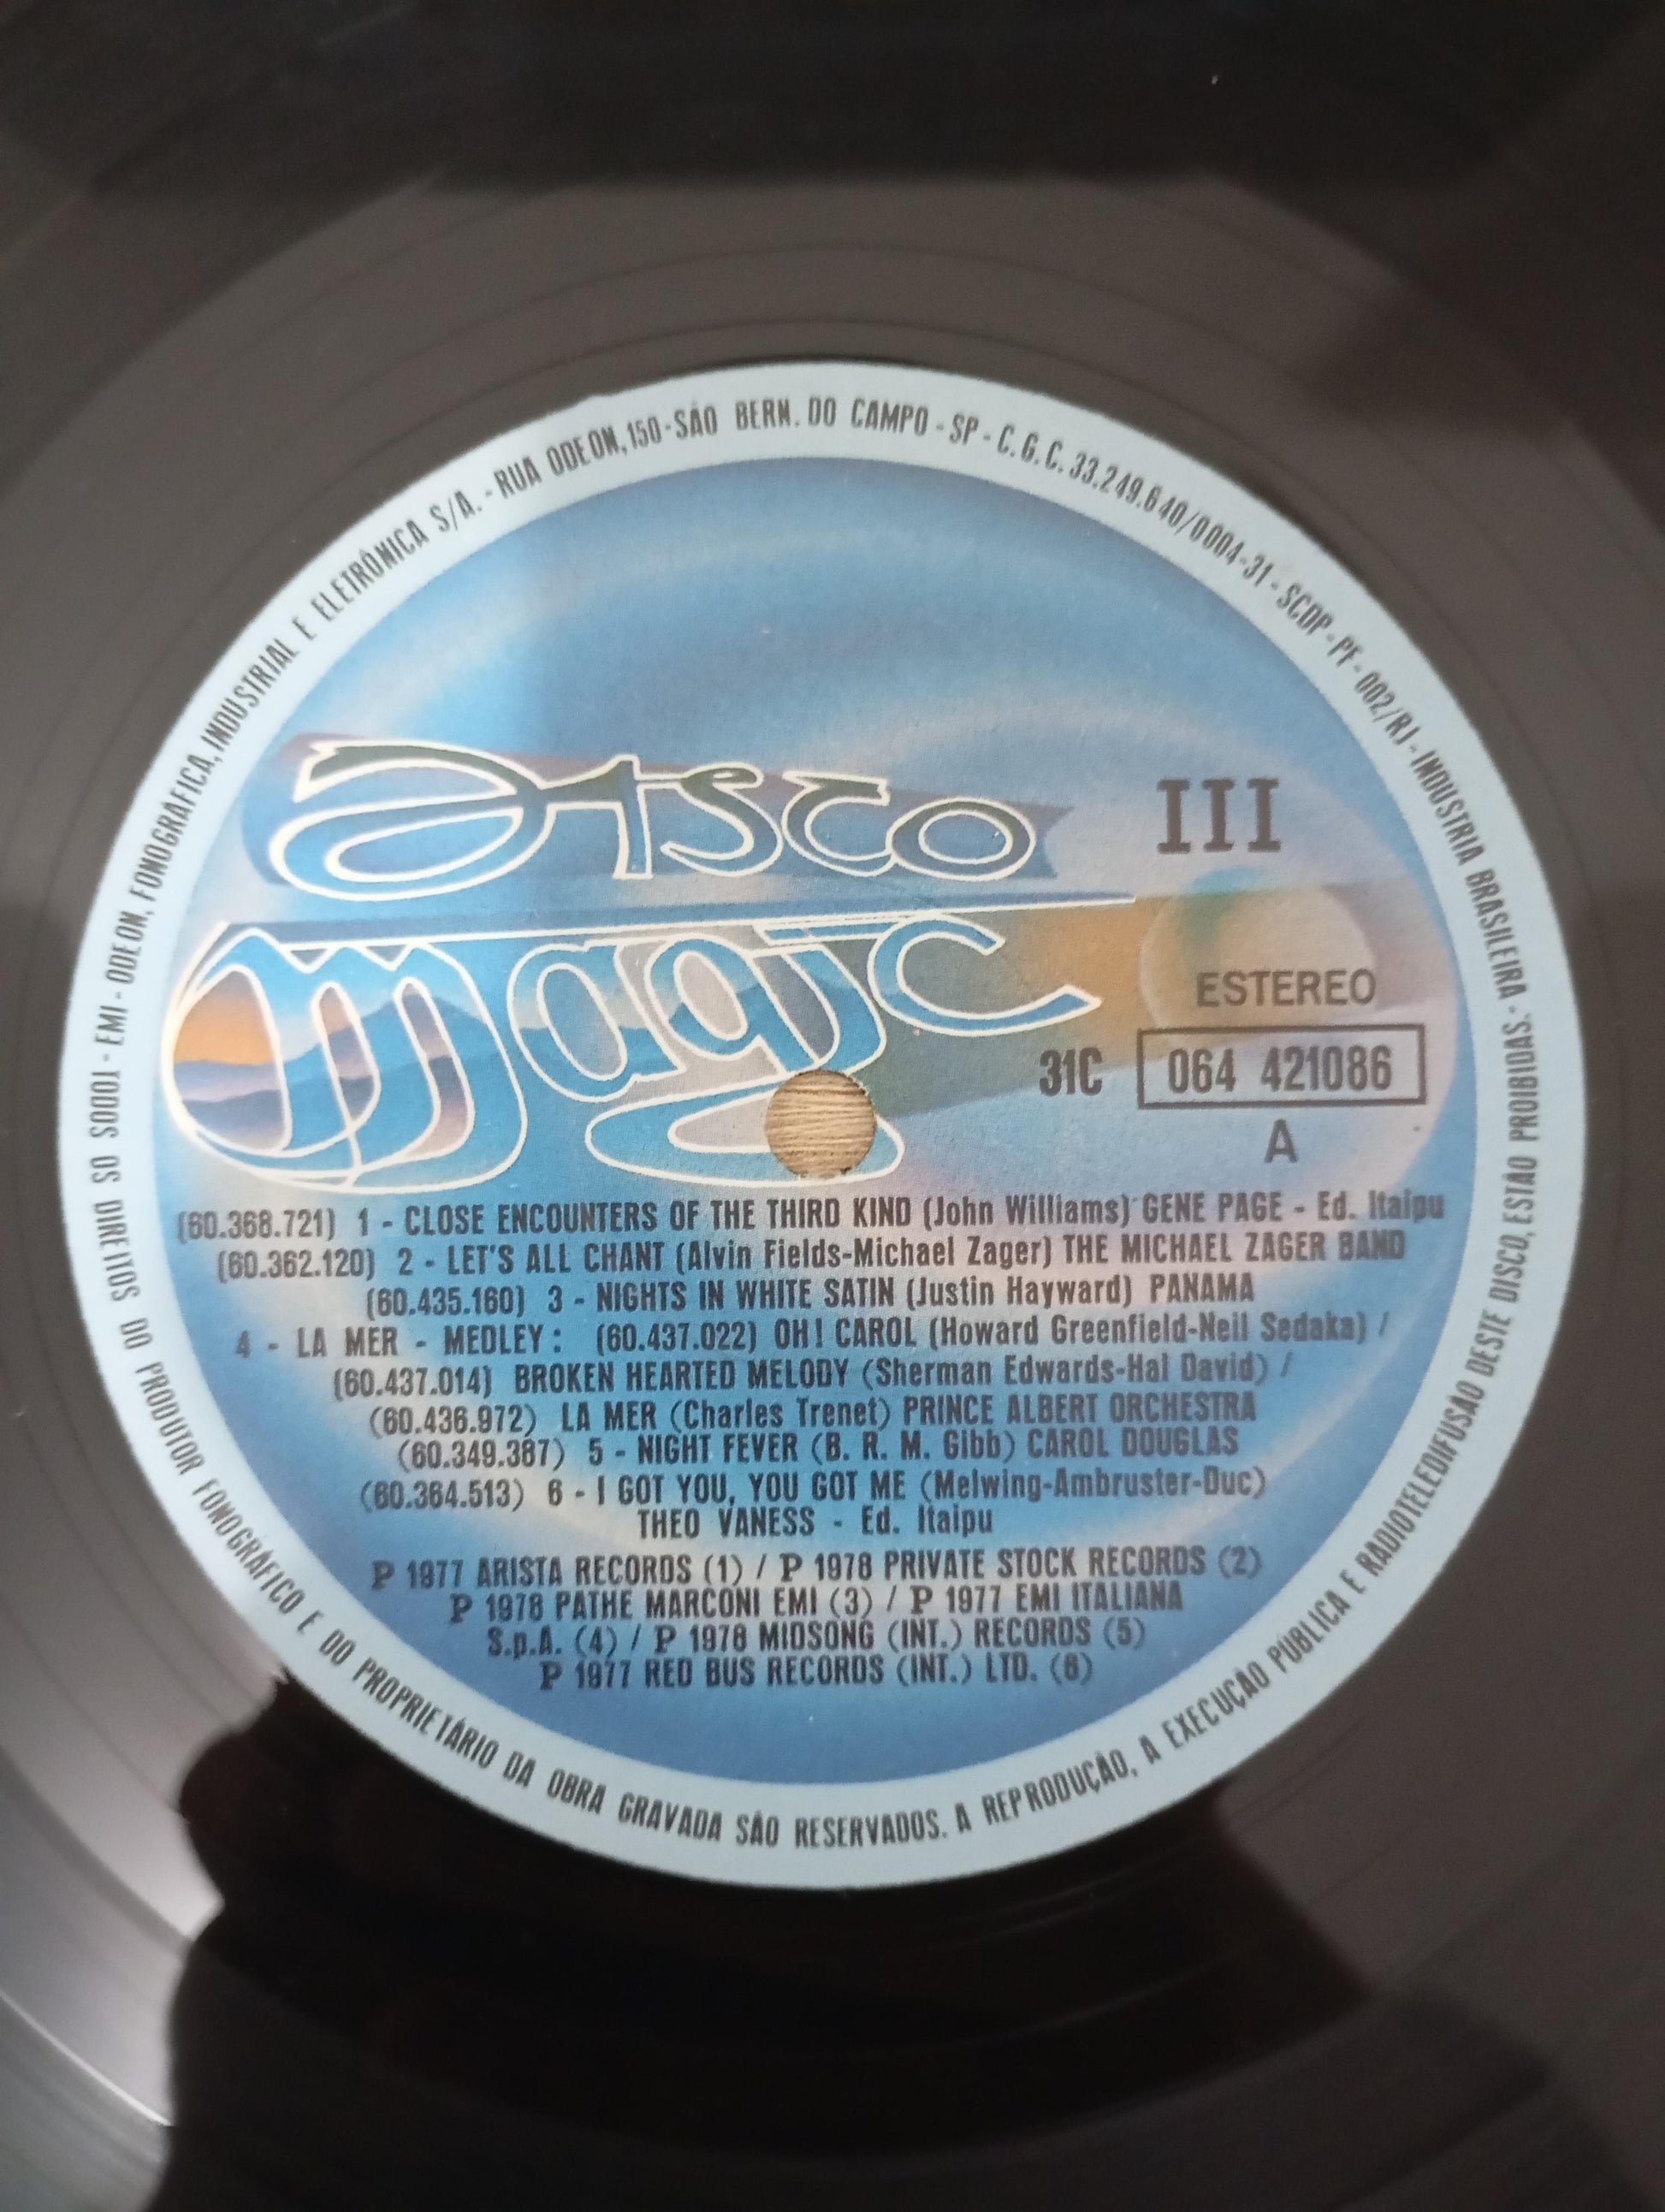 EMI - ODEON, FONOGRÁFICA, INDUSTRIAL E ELETRÔNICA S/A. - RUA ODEON, 150 - SÃO BERN. DO CAMPO - SP - C.G.C. 33.249.640/0004-31 - SCDP - PF - 002/RJ - INDÚSTRIA BRASILEIRA -
TODOS OS DIREITOS DO PRODUTOR FONOGRÁFICO E DO PROPRIETÁRIO DA OBRA GRAVADA SÃO RESERVADOS. A REPRODUÇÃO, A EXECUÇÃO PÚBLICA E RADIOTELEDIFUSÃO DESTE DISCO, ESTÃO PROIBIDAS.
Disco
III
Magic
ESTEREO
31C 064 421086
A
(60.368.721) 1 - CLOSE ENCOUNTERS OF THE THIRD KIND (John Williams) GENE PAGE - Ed. Itaipu
(60.362.120) 2 - LET'S ALL CHANT (Alvin Fields-Michael Zager) THE MICHAEL ZAGER BAND
(60.435.160) 3 - NIGHTS IN WHITE SATIN (Justin Hayward) PANAMA
4 - LA MER - MEDLEY: (60.437.022) OH! CAROL (Howard Greenfield-Neil Sedaka) /
(60.437.014) BROKEN HEARTED MELODY (Sherman Edwards-Hal David) /
(60.436.972) LA MER (Charles Trenet) PRINCE ALBERT ORCHESTRA
(60.349.387) 5 - NIGHT FEVER (B. R. M. Gibb) CAROL DOUGLAS
(60.364.513) 6 - I GOT YOU, YOU GOT ME (Melwing-Ambruster-Duc)
THEO VANESS - Ed. Itaipu
P 1977 ARISTA RECORDS (1) / P 1978 PRIVATE STOCK RECORDS (2)
P 1978 PATHE MARCONI EMI (3) / P 1977 EMI ITALIANA
S.p.A. (4) / P 1978 MIDSONG (INT.) RECORDS (5)
P 1977 RED BUS RECORDS (INT.) LTD. (6)